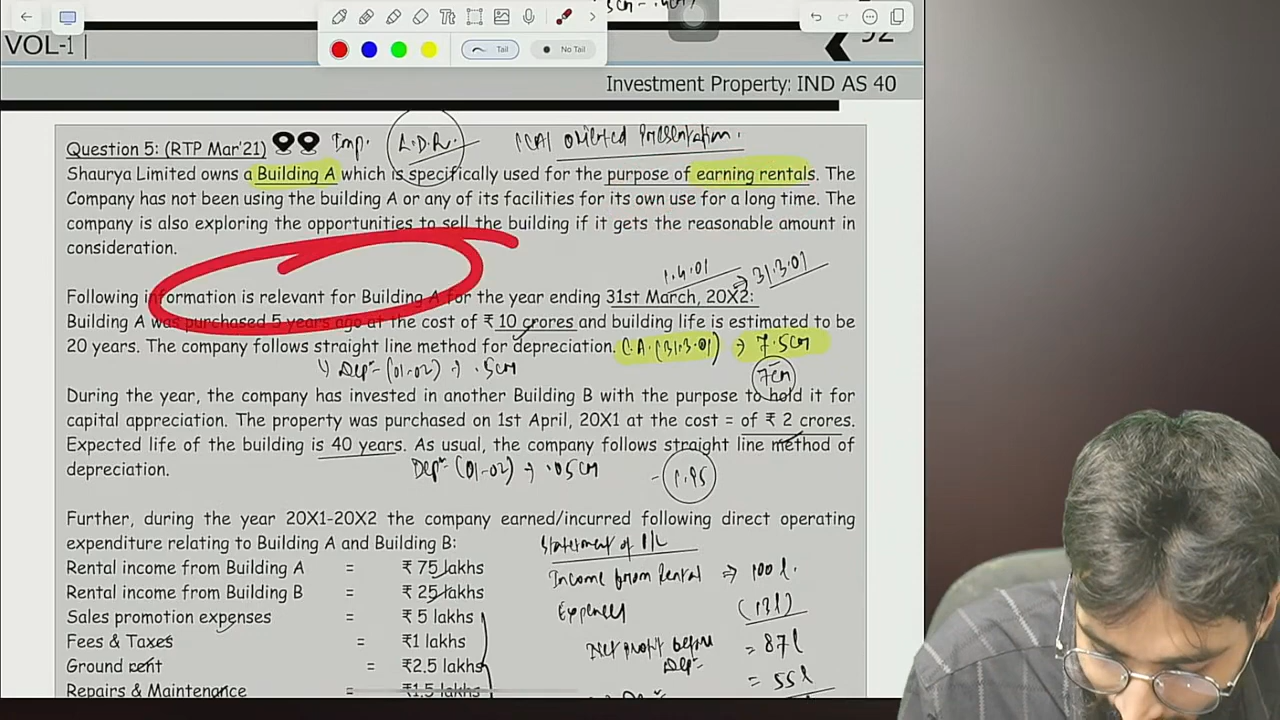 VOL-1 |
92
Investment Property: IND AS 40
Question 5: (RTP Mar'21) Imp. L.D.R. ICAI oriented Presentation.
Shaurya Limited owns a Building A which is specifically used for the purpose of earning rentals. The
Company has not been using the building A or any of its facilities for its own use for a long time. The
company is also exploring the opportunities to sell the building if it gets the reasonable amount in
consideration.
1.4.01 → 31.3.01
Following information is relevant for Building A for the year ending 31st March, 20X2:
Building A was purchased 5 years ago at the cost of ₹ 10 crores and building life is estimated to be
20 years. The company follows straight line method for depreciation. C.A. (31.3.01) → 7.5cr
Dep (01-02) → .5cr
7cr
During the year, the company has invested in another Building B with the purpose to hold it for
capital appreciation. The property was purchased on 1st April, 20X1 at the cost = of ₹ 2 crores.
Expected life of the building is 40 years. As usual, the company follows straight line method of
depreciation. Dep (01-02) → .05cr - 1.95
Further, during the year 20X1-20X2 the company earned/incurred following direct operating
expenditure relating to Building A and Building B: Statement of P/L
Rental income from Building A = ₹ 75 lakhs Income from Rental → 100 l.
Rental income from Building B = ₹ 25 lakhs
Sales promotion expenses = ₹ 5 lakhs Expenses (13l)
Fees & Taxes = ₹1 lakhs Net profit before Dep = 87 l
Ground rent = ₹2.5 lakhs
Repairs & Maintenance = ₹1.5 lakhs = 55 l
Tail
No Tail